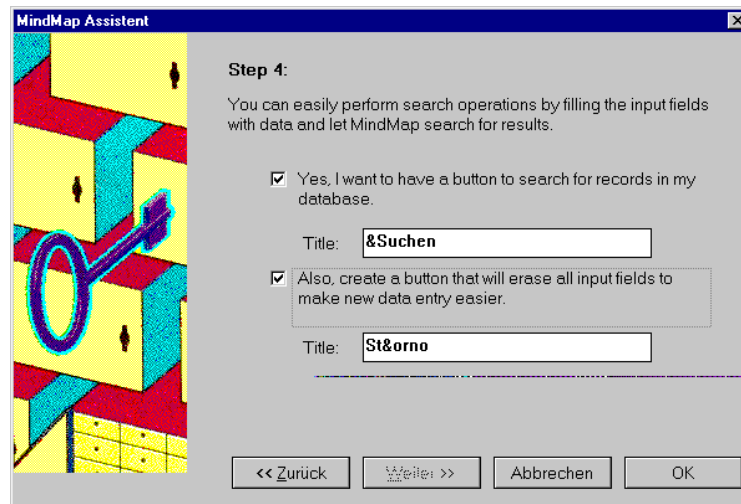 MindMap Assistent
Step 4:
You can easily perform search operations by filling the input fields
with data and let MindMap search for results.
Yes, I want to have a button to search for records in my
database.
Title: &Suchen
Also, create a button that will erase all input fields to
make new data entry easier.
Title: St&orno
<< Zurück Weiter >> Abbrechen OK